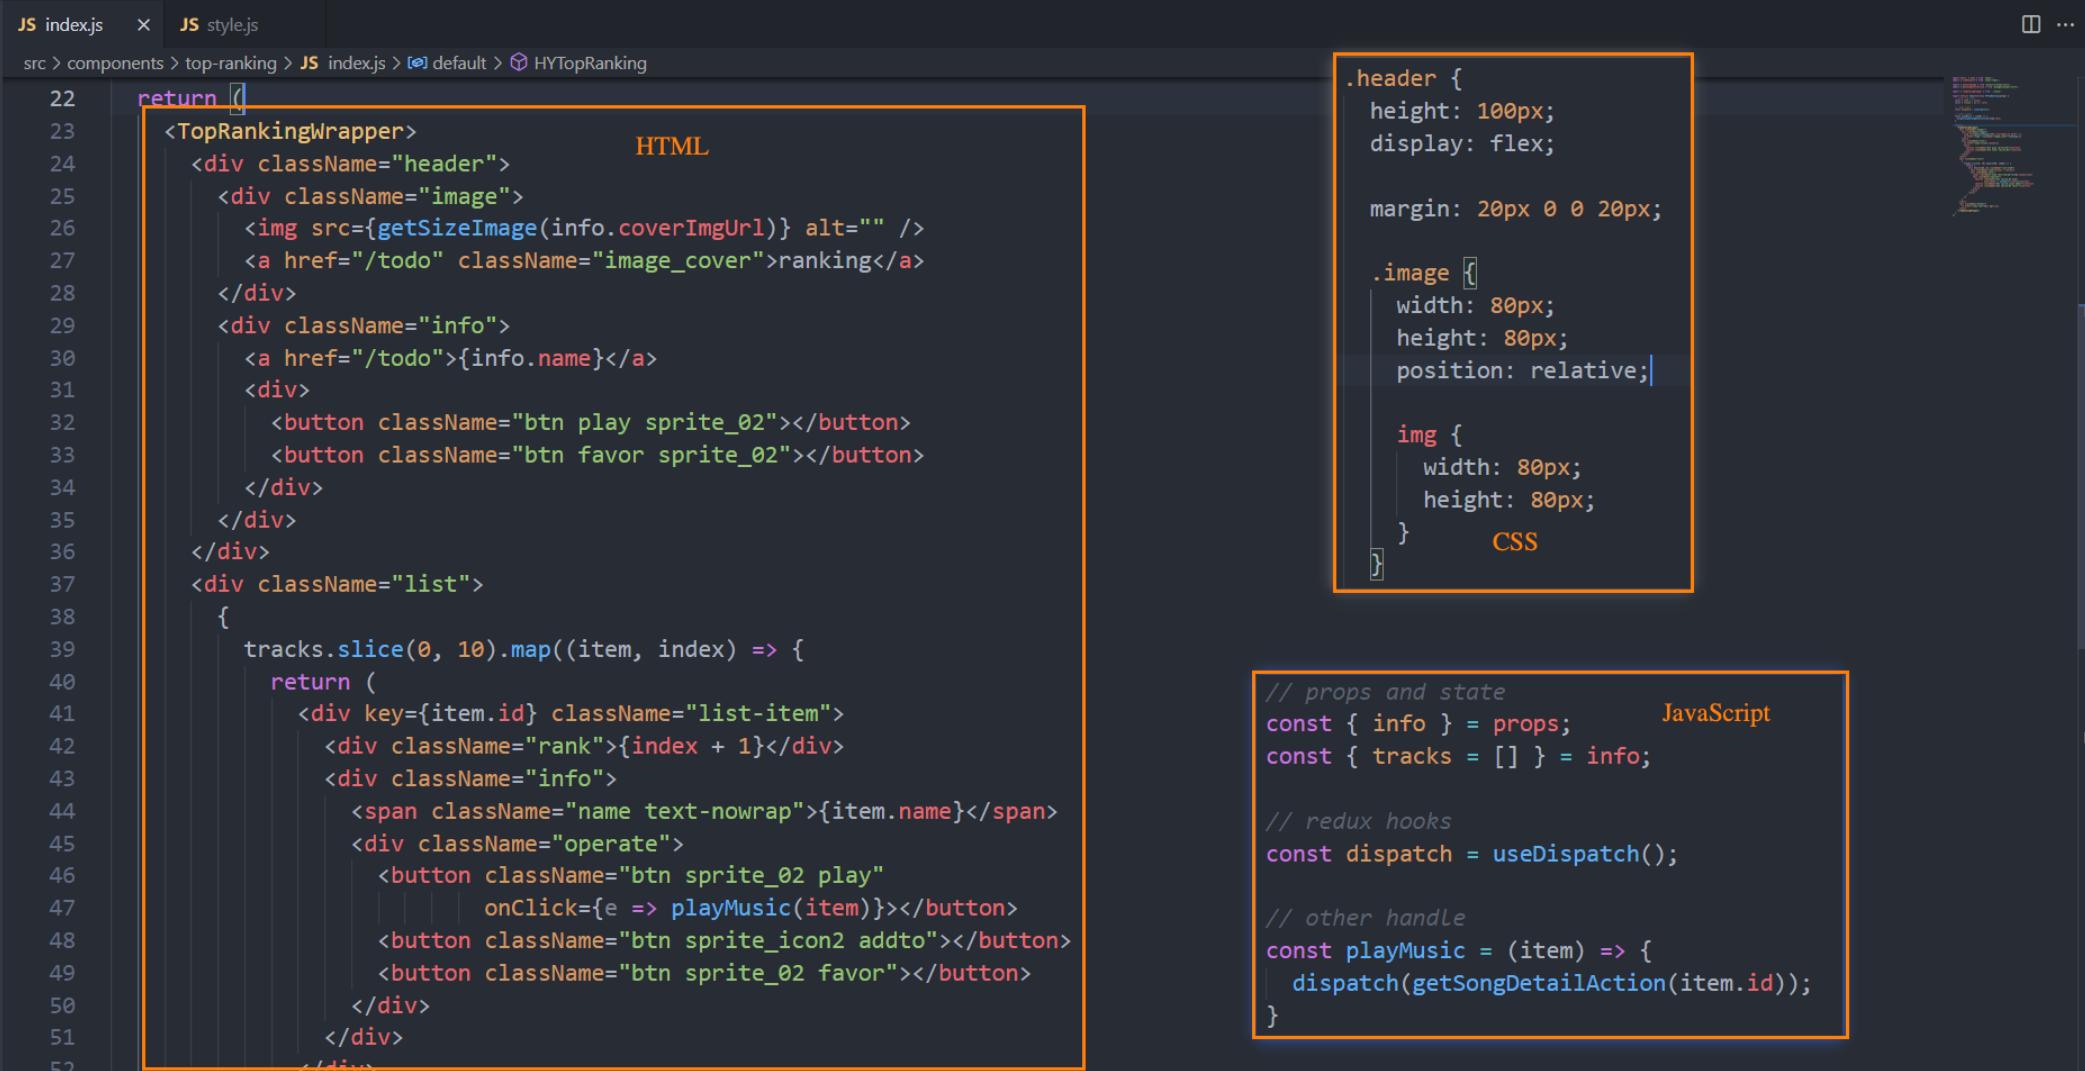 JS index.js × JS style.js
src > components > top-ranking > JS index.js > default > HYTopRanking
22 return (
23 <TopRankingWrapper>
HTML
24 <div className="header">
25 <div className="image">
26 <img src={getSizeImage(info.coverImgUrl)} alt="" />
27 <a href="/todo" className="image_cover">ranking</a>
28 </div>
29 <div className="info">
30 <a href="/todo">{info.name}</a>
31 <div>
32 <button className="btn play sprite_02"></button>
33 <button className="btn favor sprite_02"></button>
34 </div>
35 </div>
36 </div>
37 <div className="list">
38 {
39 tracks.slice(0, 10).map((item, index) => {
40 return (
41 <div key={item.id} className="list-item">
42 <div className="rank">{index + 1}</div>
43 <div className="info">
44 <span className="name text-nowrap">{item.name}</span>
45 <div className="operate">
46 <button className="btn sprite_02 play"
47 onClick={e => playMusic(item)}></button>
48 <button className="btn sprite_icon2 addto"></button>
49 <button className="btn sprite_02 favor"></button>
50 </div>
51 </div>
52 </div>
.header {
height: 100px;
display: flex;
margin: 20px 0 0 20px;
.image {
width: 80px;
height: 80px;
position: relative;
img {
width: 80px;
height: 80px;
}
CSS
}
// props and state
JavaScript
const { info } = props;
const { tracks = [] } = info;
// redux hooks
const dispatch = useDispatch();
// other handle
const playMusic = (item) => {
dispatch(getSongDetailAction(item.id));
}